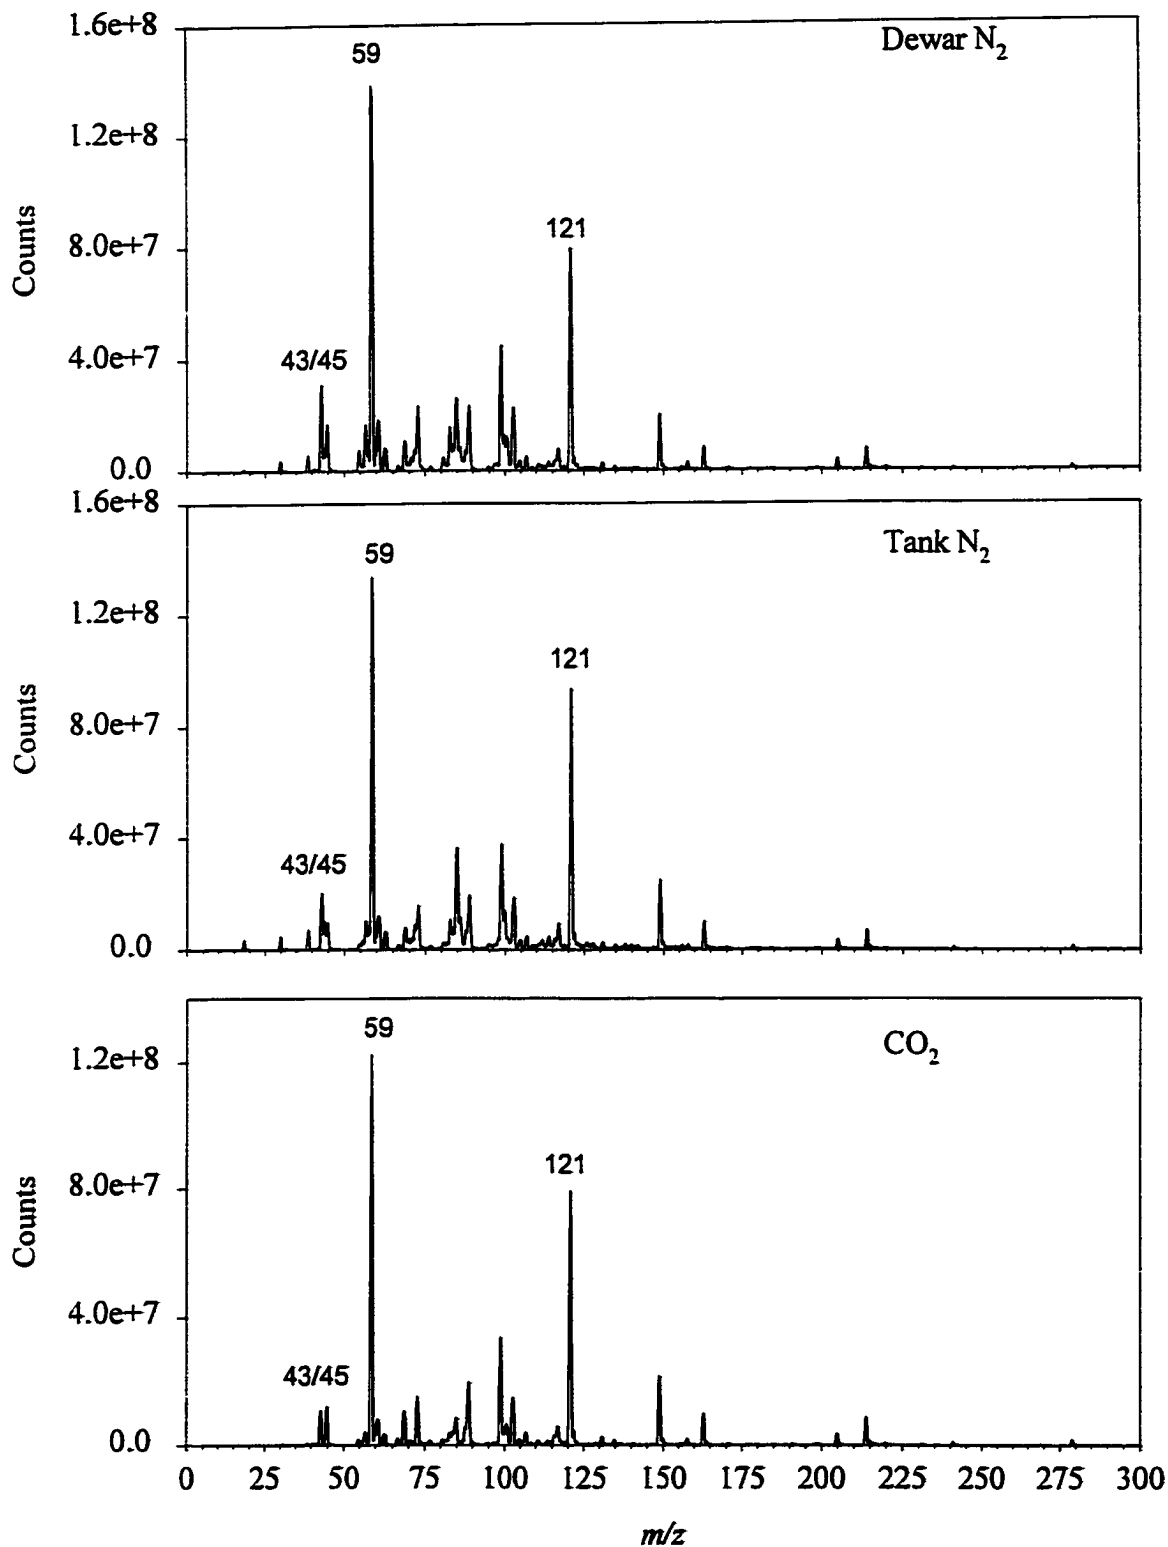 1.6e+8
59
Dewar N₂
1.2e+8
121
8.0e+7
Counts
43/45
4.0e+7
0.0
1.6e+8
59
Tank N₂
1.2e+8
121
8.0e+7
Counts
43/45
4.0e+7
0.0
59
CO₂
1.2e+8
121
8.0e+7
Counts
43/45
4.0e+7
0.0
0 25 50 75 100 125 150 175 200 225 250 275 300
m/z